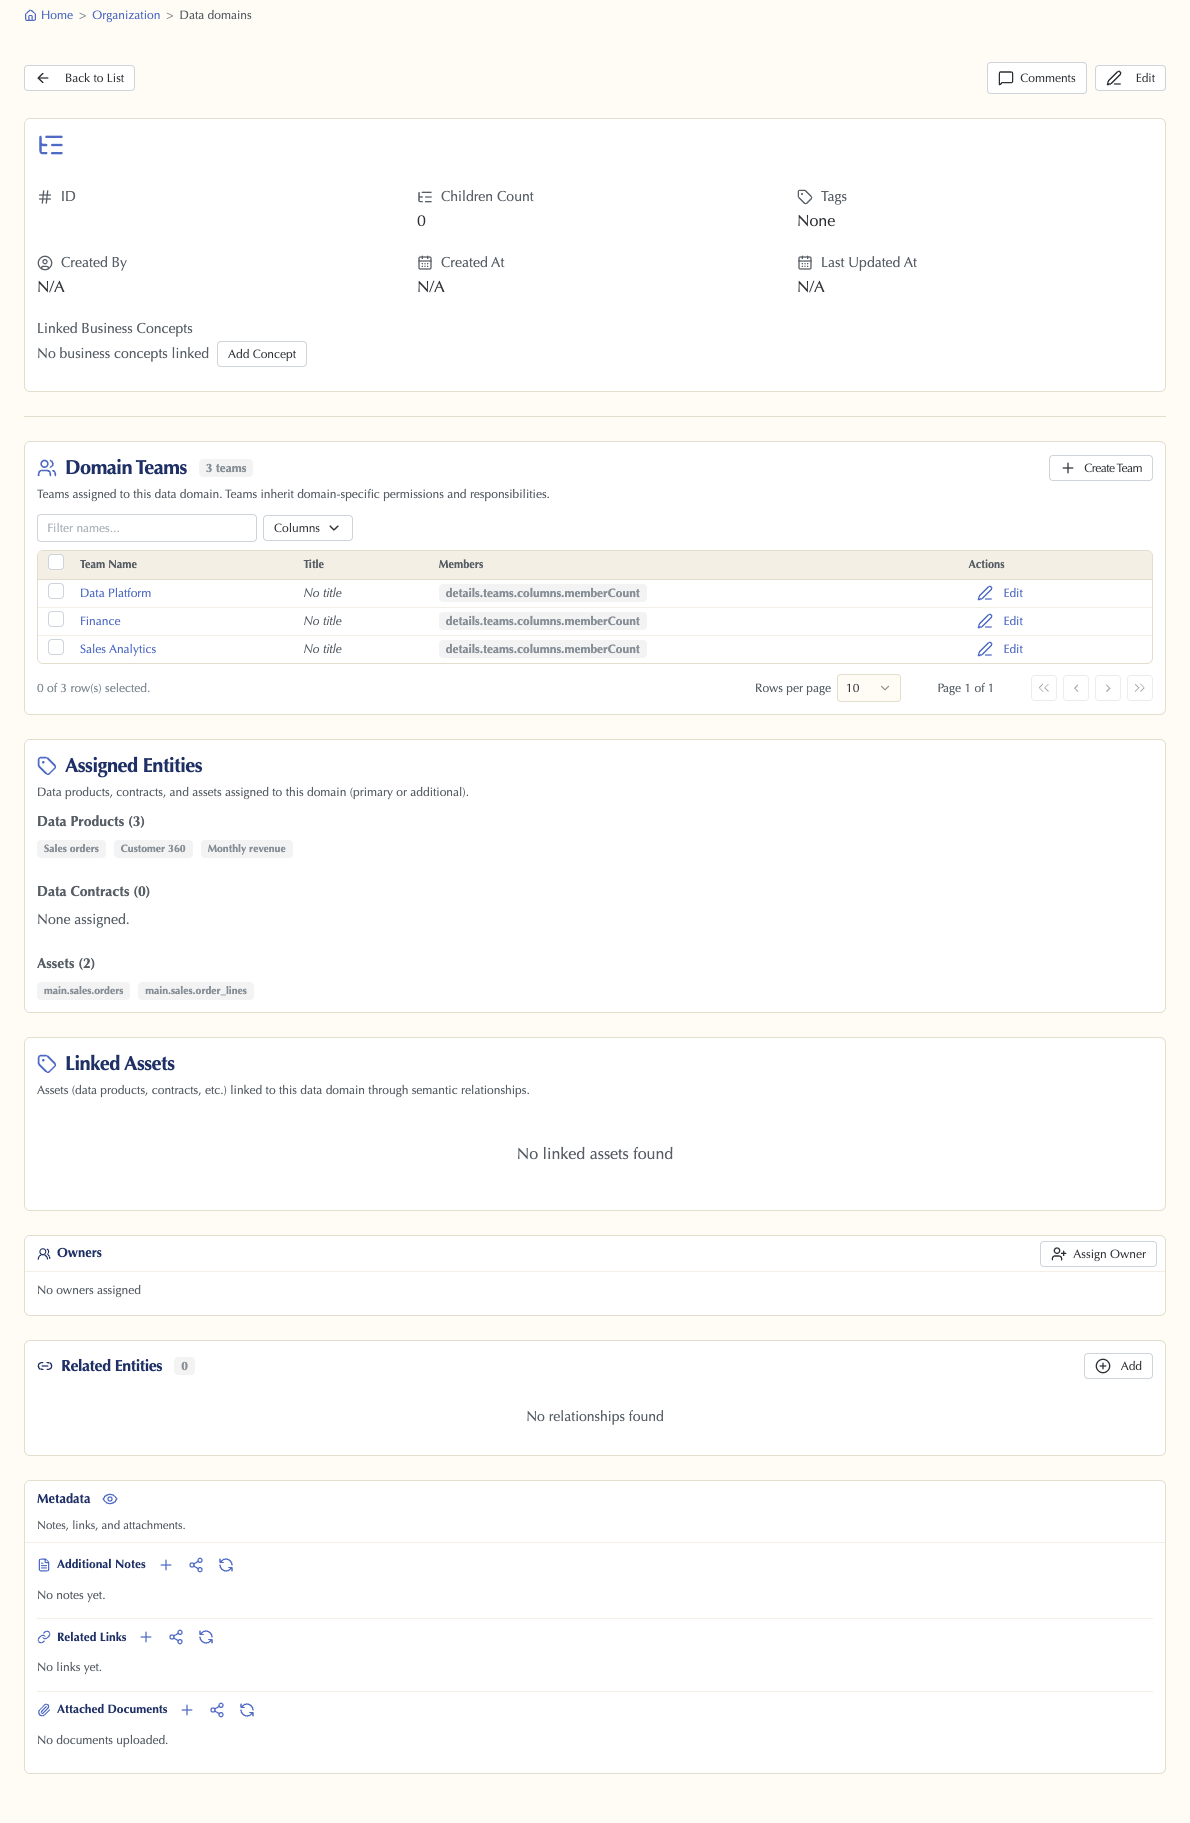 Home > Organization > Data domains
Back to List
Comments
Edit
ID
Children Count
0
Tags
None
Created By
N/A
Created At
N/A
Last Updated At
N/A
Linked Business Concepts
No business concepts linked
Add Concept
Domain Teams
3 teams
Create Team
Teams assigned to this data domain. Teams inherit domain-specific permissions and responsibilities.
Filter names...
Columns
Team Name Title Members Actions
Data Platform No title details.teams.columns.memberCount Edit
Finance No title details.teams.columns.memberCount Edit
Sales Analytics No title details.teams.columns.memberCount Edit
0 of 3 row(s) selected.
Rows per page 10
Page 1 of 1
Assigned Entities
Data products, contracts, and assets assigned to this domain (primary or additional).
Data Products (3)
Sales orders Customer 360 Monthly revenue
Data Contracts (0)
None assigned.
Assets (2)
main.sales.orders main.sales.order_lines
Linked Assets
Assets (data products, contracts, etc.) linked to this data domain through semantic relationships.
No linked assets found
Owners
Assign Owner
No owners assigned
Related Entities 0
Add
No relationships found
Metadata
Notes, links, and attachments.
Additional Notes
No notes yet.
Related Links
No links yet.
Attached Documents
No documents uploaded.